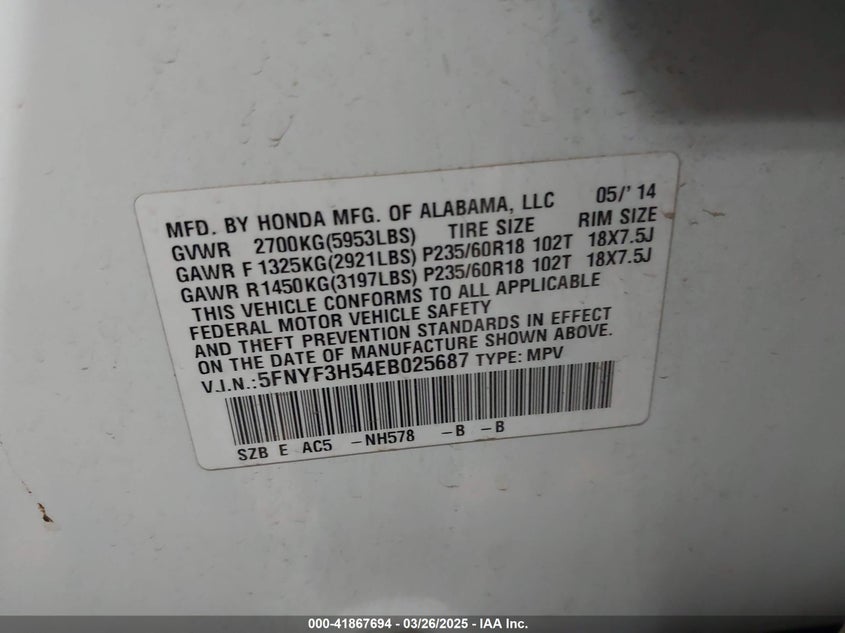 MFD. BY HONDA MFG. OF ALABAMA, LLC 05/' 14
GVWR 2700KG(5953LBS) TIRE SIZE RIM SIZE
GAWR F 1325KG(2921LBS) P235/60R18 102T 18X7.5J
GAWR R1450KG(3197LBS) P235/60R18 102T 18X7.5J
THIS VEHICLE CONFORMS TO ALL APPLICABLE
FEDERAL MOTOR VEHICLE SAFETY
AND THEFT PREVENTION STANDARDS IN EFFECT
ON THE DATE OF MANUFACTURE SHOWN ABOVE.
V.I.N.:5FNYF3H54EB025687 TYPE: MPV
SZB E AC5 -NH578 -B -B
000-41867694 - 03/26/2025 - IAA Inc.